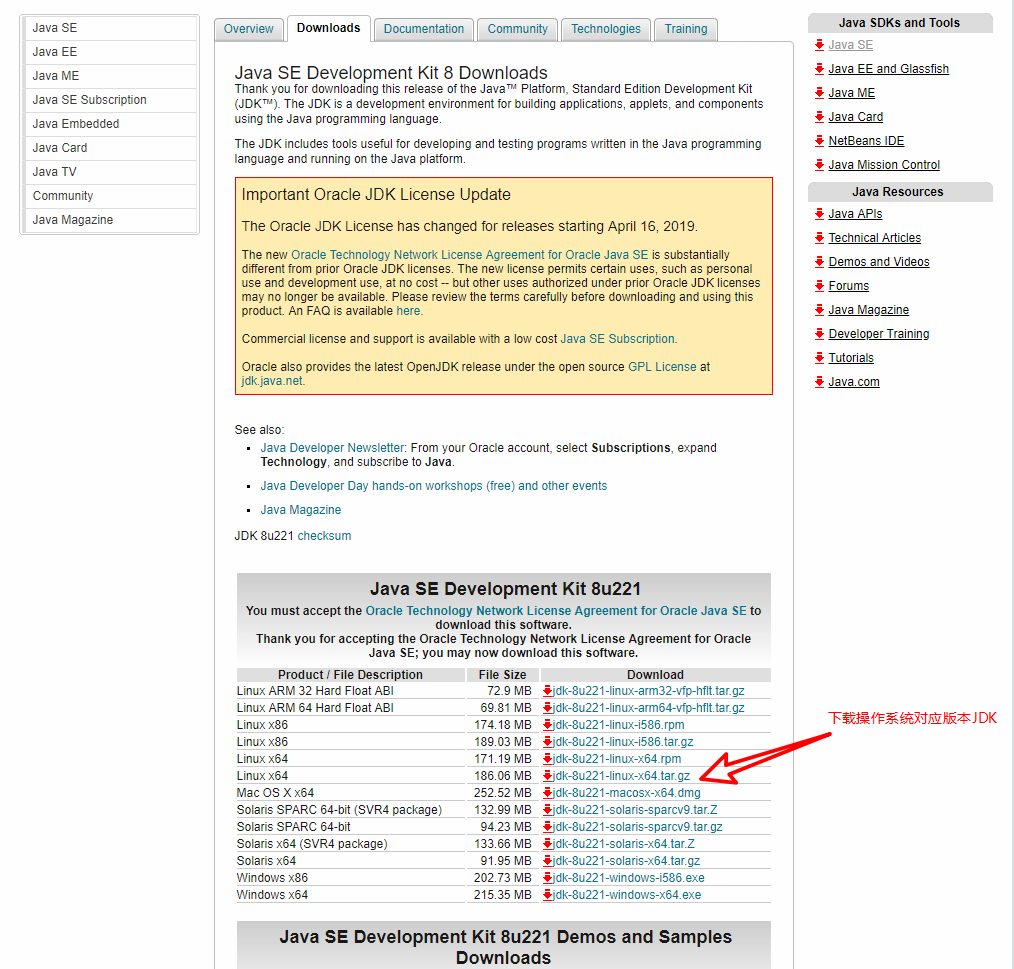 Java SE
Java EE
Java ME
Java SE Subscription
Java Embedded
Java Card
Java TV
Community
Java Magazine
Overview
Downloads
Documentation
Community
Technologies
Training
Java SE Development Kit 8 Downloads
Thank you for downloading this release of the Java™ Platform, Standard Edition Development Kit
(JDK™). The JDK is a development environment for building applications, applets, and components
using the Java programming language.
The JDK includes tools useful for developing and testing programs written in the Java programming
language and running on the Java platform.
Important Oracle JDK License Update
The Oracle JDK License has changed for releases starting April 16, 2019.
The new Oracle Technology Network License Agreement for Oracle Java SE is substantially
different from prior Oracle JDK licenses. The new license permits certain uses, such as personal
use and development use, at no cost -- but other uses authorized under prior Oracle JDK licenses
may no longer be available. Please review the terms carefully before downloading and using this
product. An FAQ is available here.
Commercial license and support is available with a low cost Java SE Subscription.
Oracle also provides the latest OpenJDK release under the open source GPL License at
jdk.java.net.
See also:
Java Developer Newsletter: From your Oracle account, select Subscriptions, expand
Technology, and subscribe to Java.
Java Developer Day hands-on workshops (free) and other events
Java Magazine
JDK 8u221 checksum
Java SE Development Kit 8u221
You must accept the Oracle Technology Network License Agreement for Oracle Java SE to
download this software.
Thank you for accepting the Oracle Technology Network License Agreement for Oracle
Java SE; you may now download this software.
Product / File Description File Size Download
Linux ARM 32 Hard Float ABI 72.9 MB jdk-8u221-linux-arm32-vfp-hflt.tar.gz
Linux ARM 64 Hard Float ABI 69.81 MB jdk-8u221-linux-arm64-vfp-hflt.tar.gz
Linux x86 174.18 MB jdk-8u221-linux-i586.rpm
Linux x86 189.03 MB jdk-8u221-linux-i586.tar.gz
Linux x64 171.19 MB jdk-8u221-linux-x64.rpm
Linux x64 186.06 MB jdk-8u221-linux-x64.tar.gz
Mac OS X x64 252.52 MB jdk-8u221-macosx-x64.dmg
Solaris SPARC 64-bit (SVR4 package) 132.99 MB jdk-8u221-solaris-sparcv9.tar.Z
Solaris SPARC 64-bit 94.23 MB jdk-8u221-solaris-sparcv9.tar.gz
Solaris x64 (SVR4 package) 133.66 MB jdk-8u221-solaris-x64.tar.Z
Solaris x64 91.95 MB jdk-8u221-solaris-x64.tar.gz
Windows x86 202.73 MB jdk-8u221-windows-i586.exe
Windows x64 215.35 MB jdk-8u221-windows-x64.exe
Java SE Development Kit 8u221 Demos and Samples
Downloads
Java SDKs and Tools
Java SE
Java EE and Glassfish
Java ME
Java Card
NetBeans IDE
Java Mission Control
Java Resources
Java APIs
Technical Articles
Demos and Videos
Forums
Java Magazine
Developer Training
Tutorials
Java.com
下载操作系统对应版本JDK